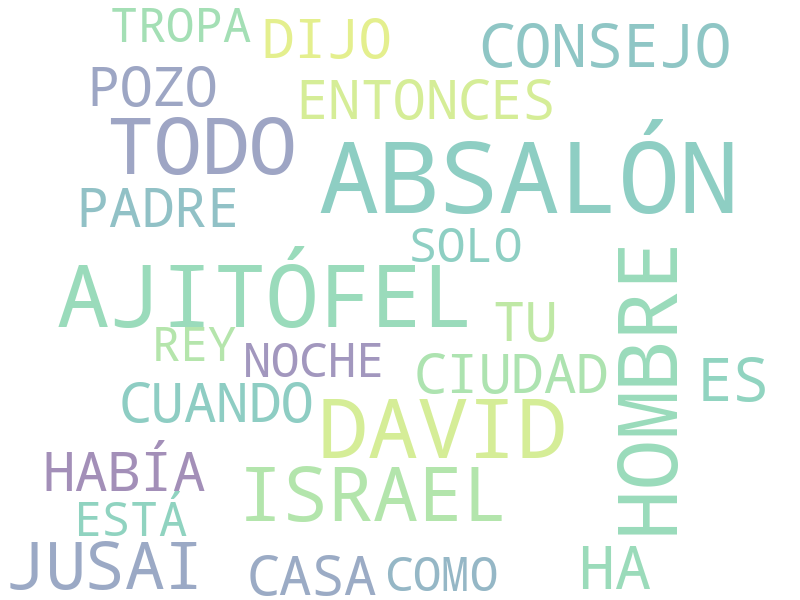 TROPA
DIJO
CONSEJO
POZO
ENTONCES
TODO
ABSALÓN
PADRE
SOLO
AJITÓFEL
HOMBRE
TU
REY
NOCHE
CIUDAD
ES
CUANDO
DAVID
HABÍA
ISRAEL
ESTÁ
JUSAI
CASA
COMO
HA